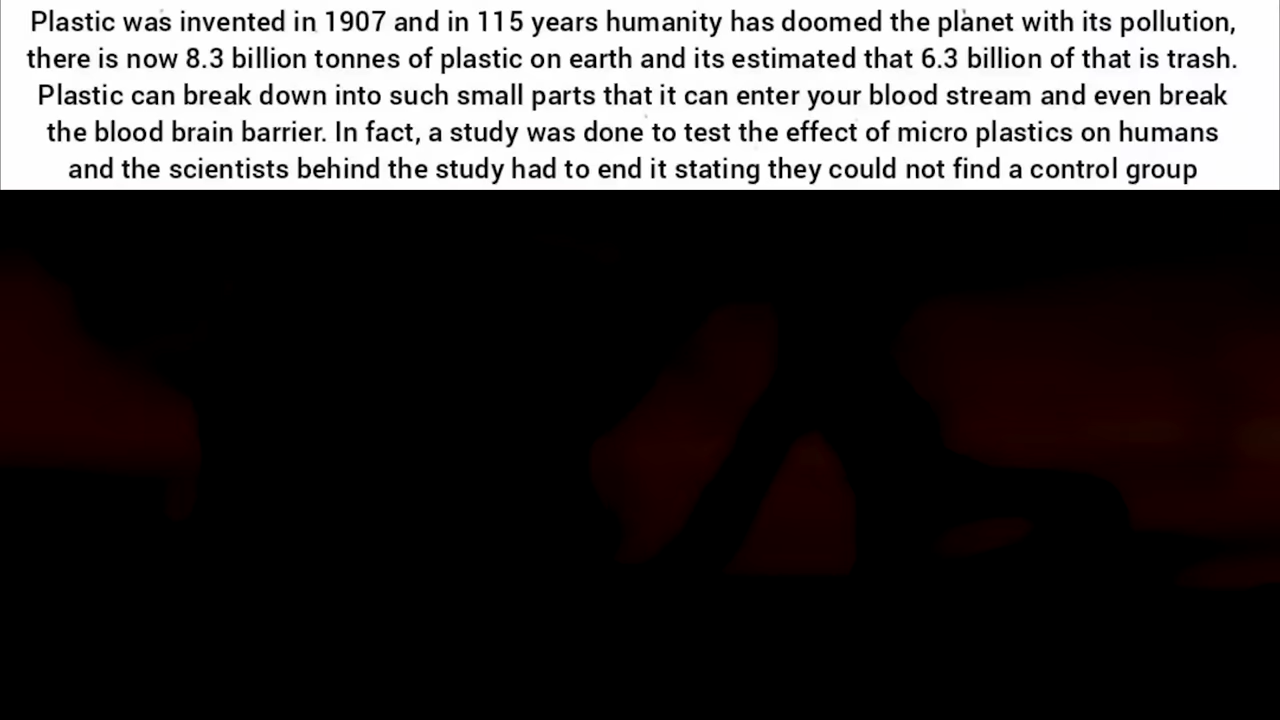 Plastic was invented in 1907 and in 115 years humanity has doomed the planet with its pollution,
there is now 8.3 billion tonnes of plastic on earth and its estimated that 6.3 billion of that is trash.
Plastic can break down into such small parts that it can enter your blood stream and even break
the blood brain barrier. In fact, a study was done to test the effect of micro plastics on humans
and the scientists behind the study had to end it stating they could not find a control group